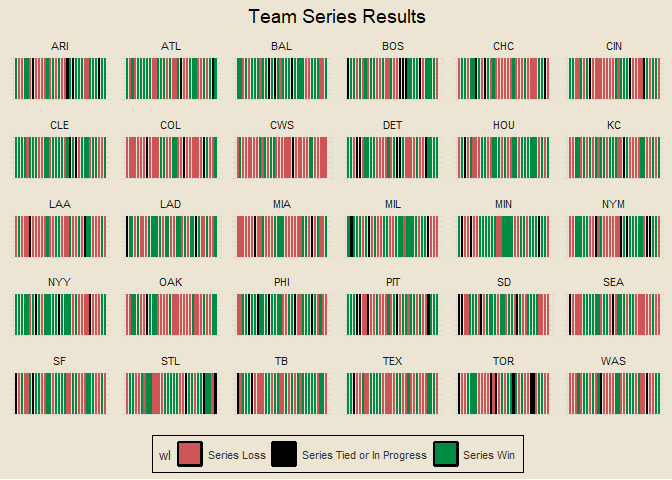 Team Series Results
ARI ATL BAL BOS CHC CIN
CLE COL CWS DET HOU KC
LAA LAD MIA MIL MIN NYM
NYY OAK PHI PIT SD SEA
SF STL TB TEX TOR WAS
wl Series Loss Series Tied or In Progress Series Win